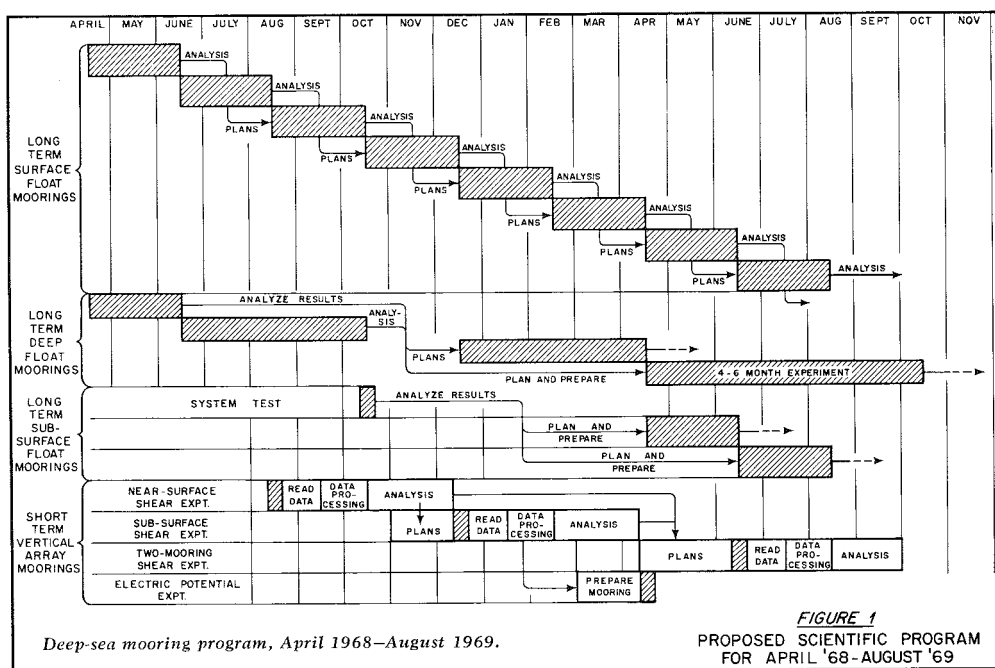 APRIL MAY JUNE JULY AUG SEPT OCT NOV DEC JAN FEB MAR APR MAY JUNE JULY AUG SEPT OCT NOV
LONG
TERM
SURFACE
FLOAT
MOORINGS
ANALYSIS
ANALYSIS
PLANS
ANALYSIS
PLANS
ANALYSIS
PLANS
ANALYSIS
PLANS
ANALYSIS
PLANS
ANALYSIS
PLANS
ANALYSIS
LONG
TERM
DEEP
FLOAT
MOORINGS
ANALYZE RESULTS
ANALY-
SIS
PLANS
PLAN AND PREPARE
4-6 MONTH EXPERIMENT
LONG
TERM
SUB-
SURFACE
FLOAT
MOORINGS
SYSTEM TEST
ANALYZE RESULTS
PLAN AND
PREPARE
PLAN AND
PREPARE
SHORT
TERM
VERTICAL
ARRAY
MOORINGS
NEAR-SURFACE
SHEAR EXPT.
READ
DATA
DATA
PRO-
CESSING
ANALYSIS
SUB-SURFACE
SHEAR EXPT.
PLANS
READ
DATA
DATA
PRO-
CESSING
ANALYSIS
TWO-MOORING
SHEAR EXPT.
PLANS
READ
DATA
DATA
PRO-
CESSING
ANALYSIS
ELECTRIC POTENTIAL
EXPT.
PREPARE
MOORING
Deep-sea mooring program, April 1968–August 1969.
FIGURE 1
PROPOSED SCIENTIFIC PROGRAM
FOR APRIL '68-AUGUST '69